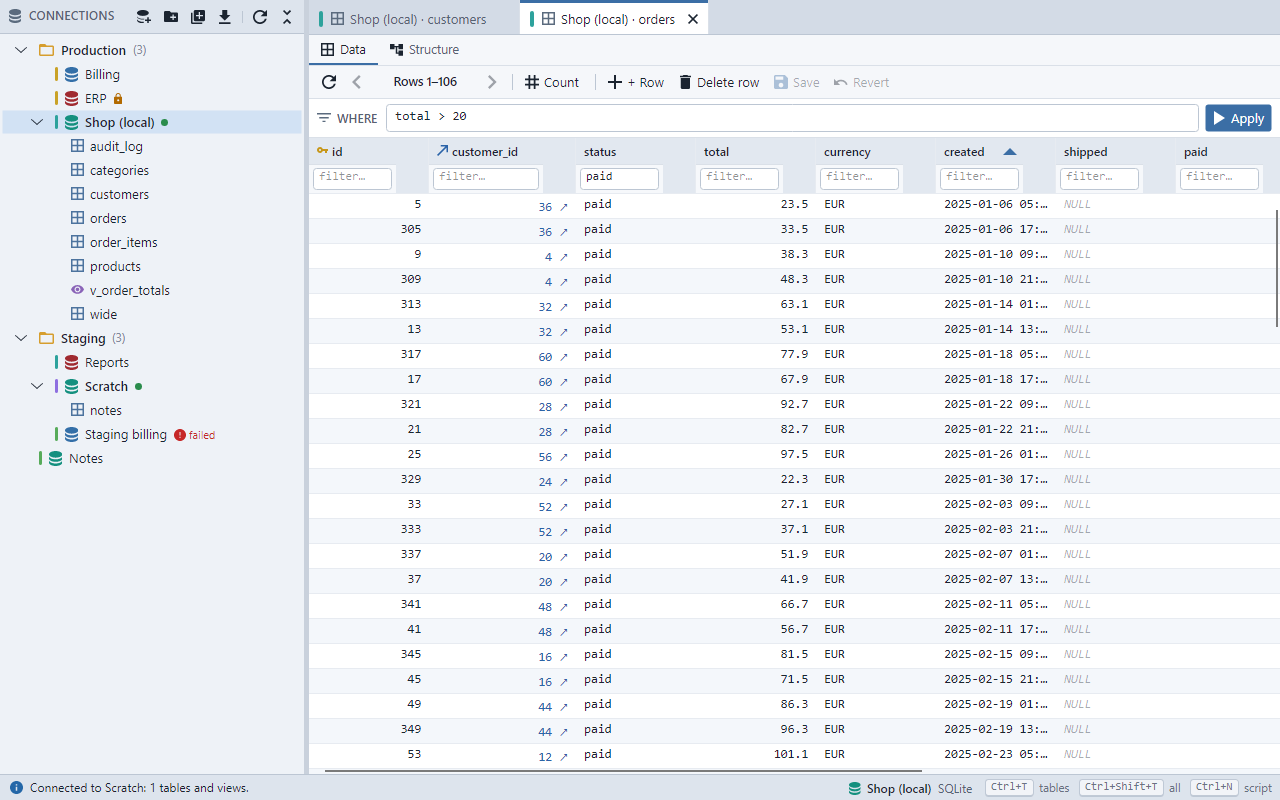 CONNECTIONS
Production (3)
Billing
ERP
Shop (local)
audit_log
categories
customers
orders
order_items
products
v_order_totals
wide
Staging (3)
Reports
Scratch
notes
Staging billing failed
Notes
Shop (local) · customers
Shop (local) · orders
Data Structure
Rows 1–106 Count + Row Delete row Save Revert
WHERE total > 20 Apply
id customer_id status total currency created shipped paid
filter… filter… paid filter… filter… filter… filter… filter…
5 36 ↗ paid 23.5 EUR 2025-01-06 05:… NULL
305 36 ↗ paid 33.5 EUR 2025-01-06 17:… NULL
9 4 ↗ paid 38.3 EUR 2025-01-10 09:… NULL
309 4 ↗ paid 48.3 EUR 2025-01-10 21:… NULL
313 32 ↗ paid 63.1 EUR 2025-01-14 01:… NULL
13 32 ↗ paid 53.1 EUR 2025-01-14 13:… NULL
317 60 ↗ paid 77.9 EUR 2025-01-18 05:… NULL
17 60 ↗ paid 67.9 EUR 2025-01-18 17:… NULL
321 28 ↗ paid 92.7 EUR 2025-01-22 09:… NULL
21 28 ↗ paid 82.7 EUR 2025-01-22 21:… NULL
25 56 ↗ paid 97.5 EUR 2025-01-26 01:… NULL
329 24 ↗ paid 22.3 EUR 2025-01-30 17:… NULL
33 52 ↗ paid 27.1 EUR 2025-02-03 09:… NULL
333 52 ↗ paid 37.1 EUR 2025-02-03 21:… NULL
337 20 ↗ paid 51.9 EUR 2025-02-07 01:… NULL
37 20 ↗ paid 41.9 EUR 2025-02-07 13:… NULL
341 48 ↗ paid 66.7 EUR 2025-02-11 05:… NULL
41 48 ↗ paid 56.7 EUR 2025-02-11 17:… NULL
345 16 ↗ paid 81.5 EUR 2025-02-15 09:… NULL
45 16 ↗ paid 71.5 EUR 2025-02-15 21:… NULL
49 44 ↗ paid 86.3 EUR 2025-02-19 01:… NULL
349 44 ↗ paid 96.3 EUR 2025-02-19 13:… NULL
53 12 ↗ paid 101.1 EUR 2025-02-23 05:… NULL
Connected to Scratch: 1 tables and views.
Shop (local) SQLite Ctrl+T tables Ctrl+Shift+T all Ctrl+N script